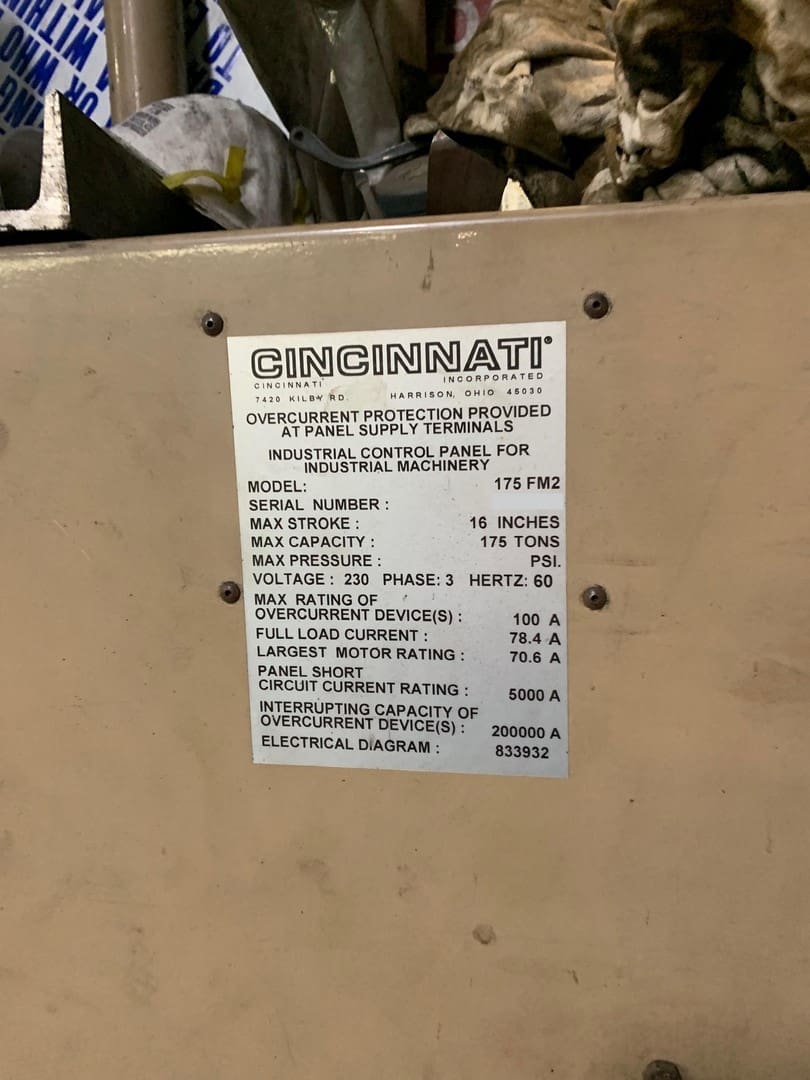 CINCINNATI®
CINCINNATI INCORPORATED
7420 KILBY RD. HARRISON, OHIO 45030
OVERCURRENT PROTECTION PROVIDED
AT PANEL SUPPLY TERMINALS
INDUSTRIAL CONTROL PANEL FOR
INDUSTRIAL MACHINERY
MODEL: 175 FM2
SERIAL NUMBER :
MAX STROKE : 16 INCHES
MAX CAPACITY : 175 TONS
MAX PRESSURE : PSI.
VOLTAGE : 230 PHASE: 3 HERTZ: 60
MAX RATING OF
OVERCURRENT DEVICE(S) : 100 A
FULL LOAD CURRENT : 78.4 A
LARGEST MOTOR RATING : 70.6 A
PANEL SHORT
CIRCUIT CURRENT RATING : 5000 A
INTERRUPTING CAPACITY OF
OVERCURRENT DEVICE(S) : 200000 A
ELECTRICAL DIAGRAM : 833932